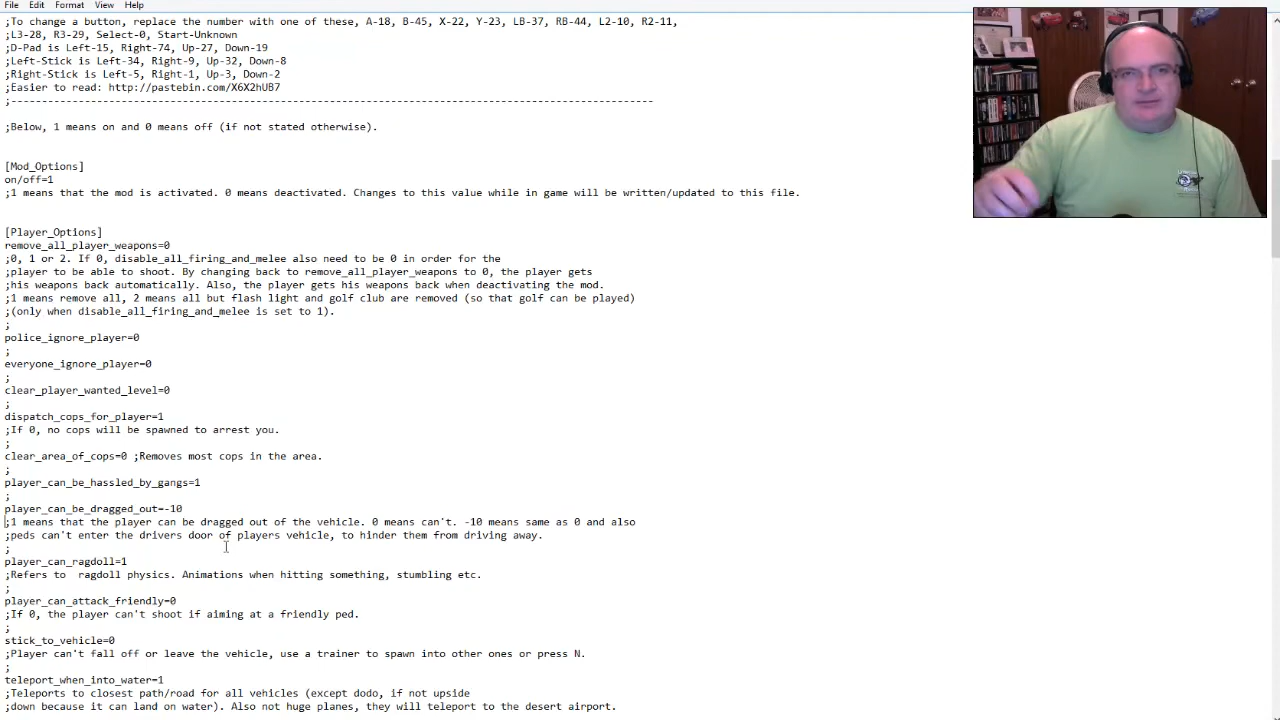 File Edit Format View Help
;To change a button, replace the number with one of these: A-18, B-45, X-22, Y-23, LB-37, RB-44, L2-10, R2-11,
;L3-28, R3-29, Select-0, Start-Unknown
;D-Pad is Left-15, Right-74, Up-27, Down-19
;Left-Stick is Left-34, Right-9, Up-32, Down-8
;Right-Stick is Left-5, Right-1, Up-3, Down-2
;Easier to read: http://pastebin.com/X6X2hUB7
;---------------------------------------------------------------------------------------------------------
;Below, 1 means on and 0 means off (if not stated otherwise).
[Mod_Options]
on/off=1
;1 means that the mod is activated. 0 means deactivated. Changes to this value while in game will be written/updated to this file.
[Player_Options]
remove_all_player_weapons=0
;0, 1 or 2. If 0, disable_all_firing_and_melee also need to be 0 in order for the
;player to be able to shoot. By changing back to remove_all_player_weapons to 0, the player gets
;his weapons back automatically. Also, the player gets his weapons back when deactivating the mod.
;1 means remove all, 2 means all but flash light and golf club are removed (so that golf can be played)
;(only when disable_all_firing_and_melee is set to 1).
;
police_ignore_player=0
;
everyone_ignore_player=0
;
clear_player_wanted_level=0
;
dispatch_cops_for_player=1
;If 0, no cops will be spawned to arrest you.
;
clear_area_of_cops=0 ;Removes most cops in the area.
;
player_can_be_hassled_by_gangs=1
;
player_can_be_dragged_out=-10
;1 means that the player can be dragged out of the vehicle. 0 means can't. -10 means same as 0 and also
;peds can't enter the drivers door of players vehicle, to hinder them from driving away.
;
player_can_ragdoll=1
;Refers to  ragdoll physics. Animations when hitting something, stumbling etc.
;
player_can_attack_friendly=0
;If 0, the player can't shoot if aiming at a friendly ped.
;
stick_to_vehicle=0
;Player can't fall off or leave the vehicle, use a trainer to spawn into other ones or press N.
;
teleport_when_into_water=1
;Teleports to closest path/road for all vehicles (except dodo, if not upside
;down because it can land on water). Also not huge planes, they will teleport to the desert airport.